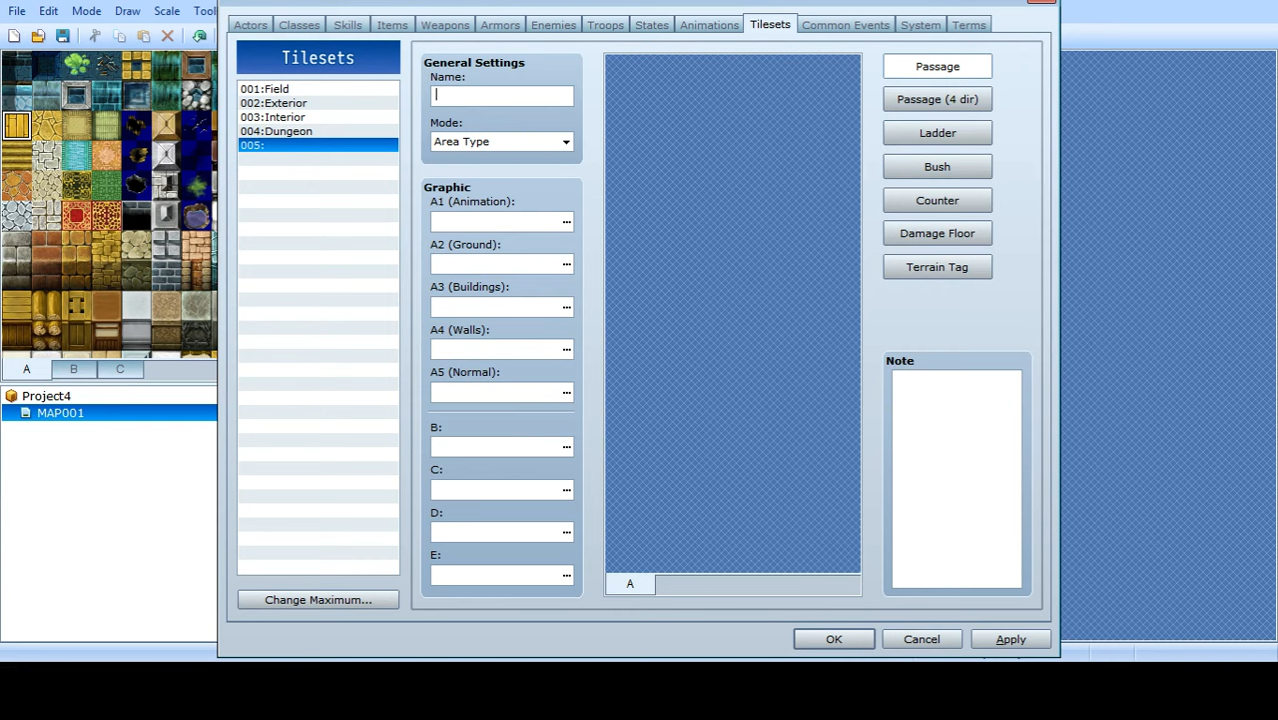 File Edit Mode Draw Scale Tool
Actors Classes Skills Items Weapons Armors Enemies Troops States Animations Tilesets Common Events System Terms
Tilesets
001:Field
002:Exterior
003:Interior
004:Dungeon
005:
Change Maximum...
General Settings
Name:
Mode:
Area Type
Graphic
A1 (Animation):
...
A2 (Ground):
...
A3 (Buildings):
...
A4 (Walls):
...
A5 (Normal):
...
B:
...
C:
...
D:
...
E:
...
A
Passage
Passage (4 dir)
Ladder
Bush
Counter
Damage Floor
Terrain Tag
Note
A B C
Project4
MAP001
OK Cancel Apply